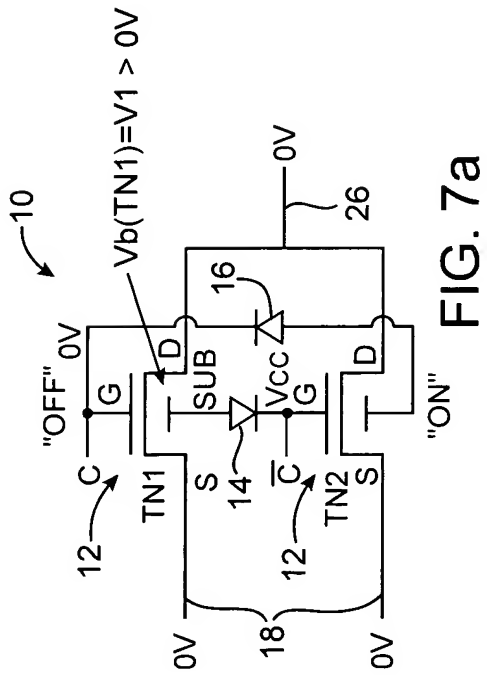 10
"OFF"
0V
C
G
12
TN1
D
Vb(TN1)=V1 > 0V
S
SUB
16
14
0V
18
0V
26
C
VCC
G
12
TN2
D
S
0V
"ON"
FIG. 7a